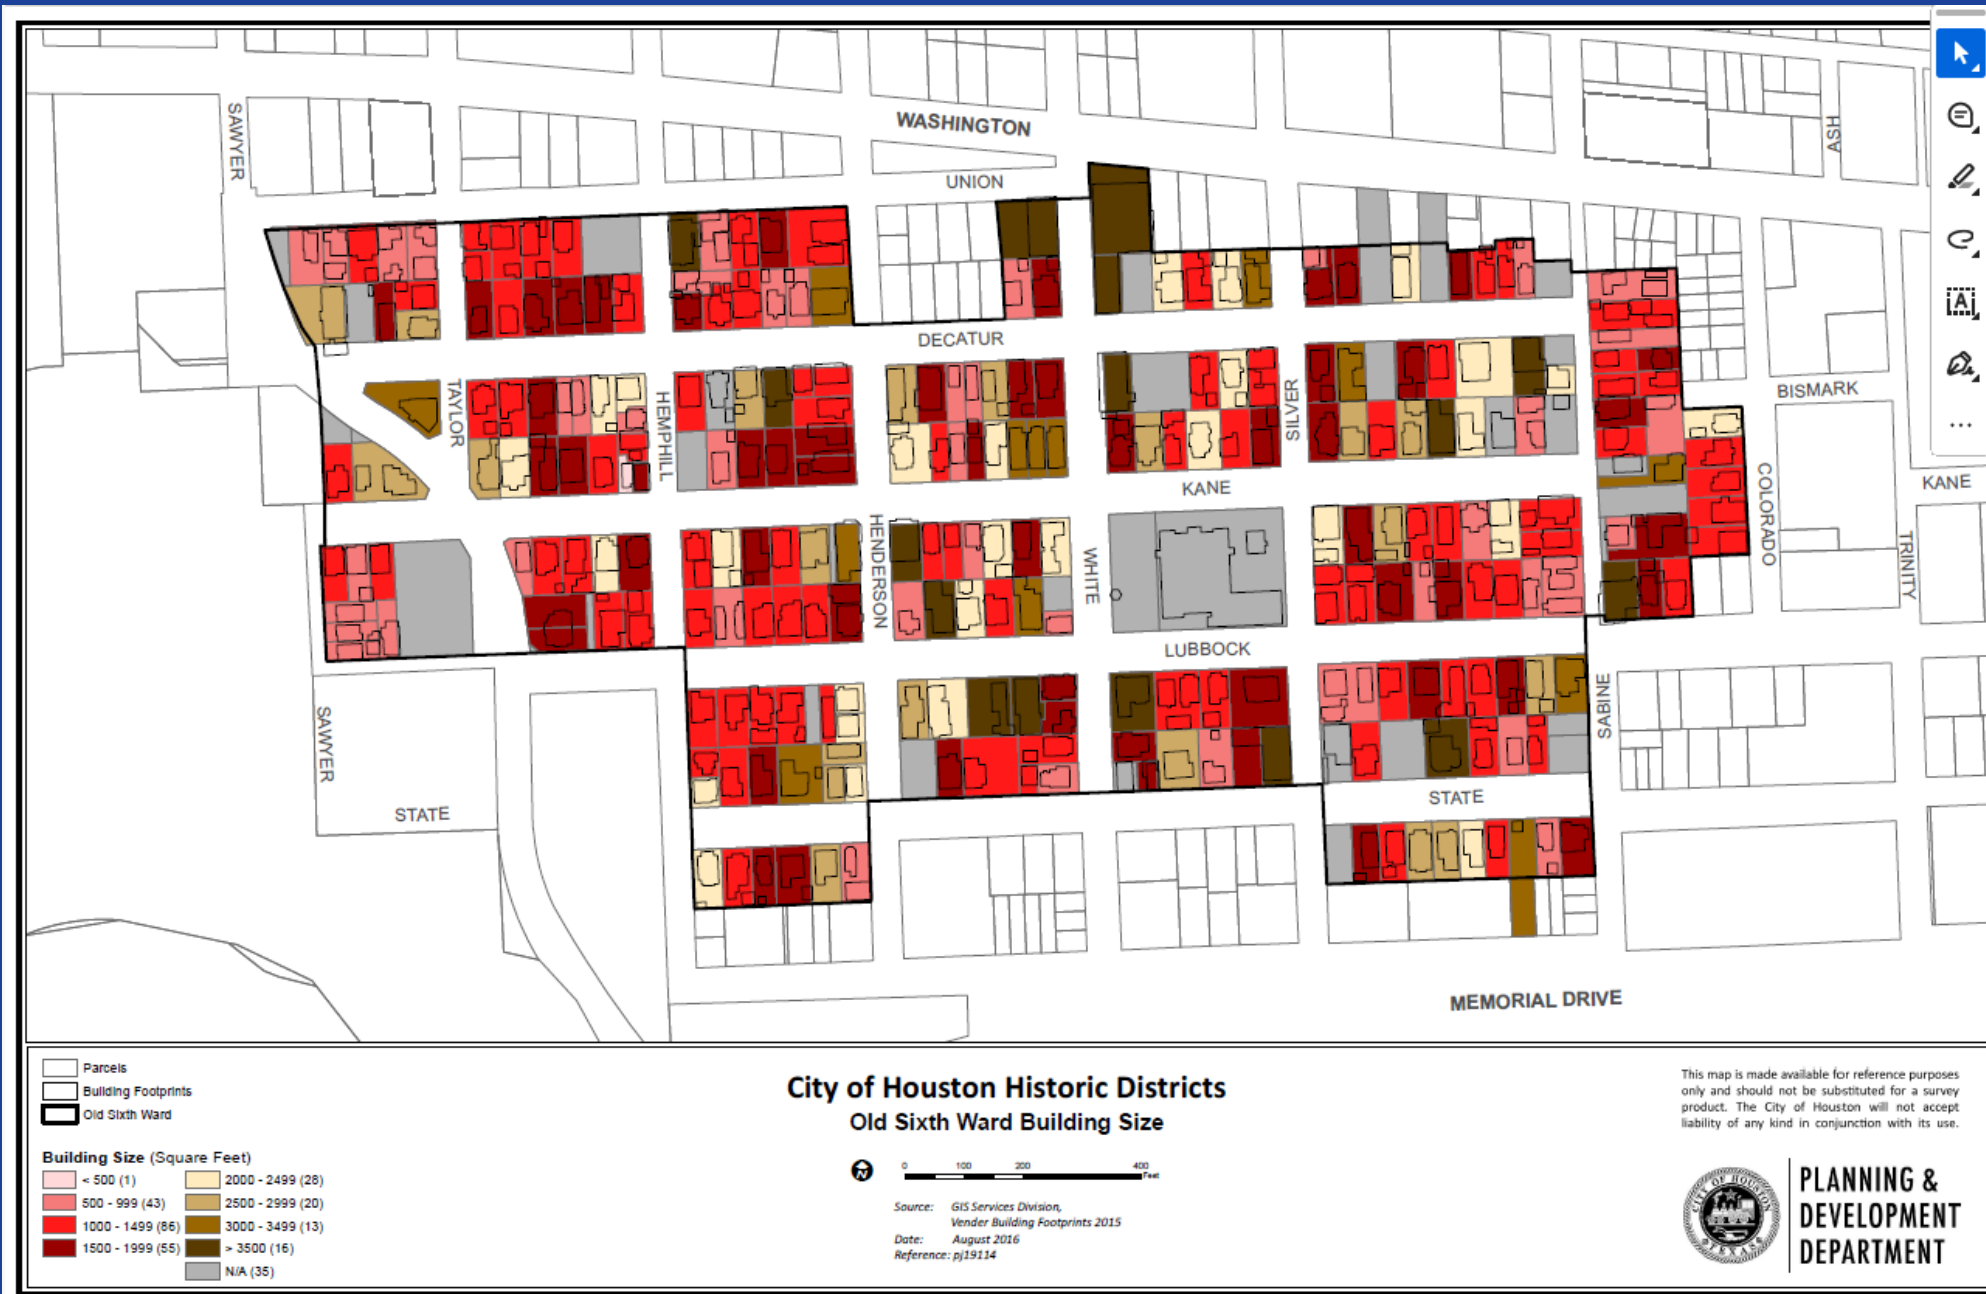 WASHINGTON
SAWYER
ASH
UNION
DECATUR
BISMARK
TAYLOR
HEMPHILL
SILVER
KANE
KANE
COLORADO
HENDERSON
WHITE
TRINITY
LUBBOCK
SAWYER
SABINE
STATE
STATE
MEMORIAL DRIVE
Parcels
Building Footprints
Old Sixth Ward
Building Size (Square Feet)
< 500 (1)
500 - 999 (43)
1000 - 1499 (86)
1500 - 1999 (55)
2000 - 2499 (28)
2500 - 2999 (20)
3000 - 3499 (13)
> 3500 (16)
N/A (35)
City of Houston Historic Districts
Old Sixth Ward Building Size
N
0 100 200 400
Feet
Source: GIS Services Division,
Vender Building Footprints 2015
Date: August 2016
Reference: pj19114
This map is made available for reference purposes
only and should not be substituted for a survey
product. The City of Houston will not accept
liability of any kind in conjunction with its use.
CITY OF HOUSTON
TEXAS
PLANNING &
DEVELOPMENT
DEPARTMENT
A